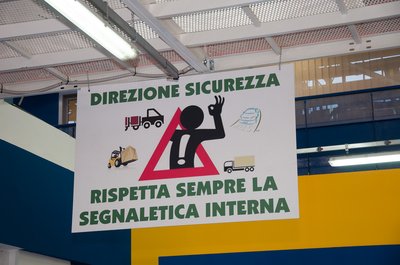 DIREZIONE SICUREZZA
RISPETTA SEMPRE LA
SEGNALETICA INTERNA